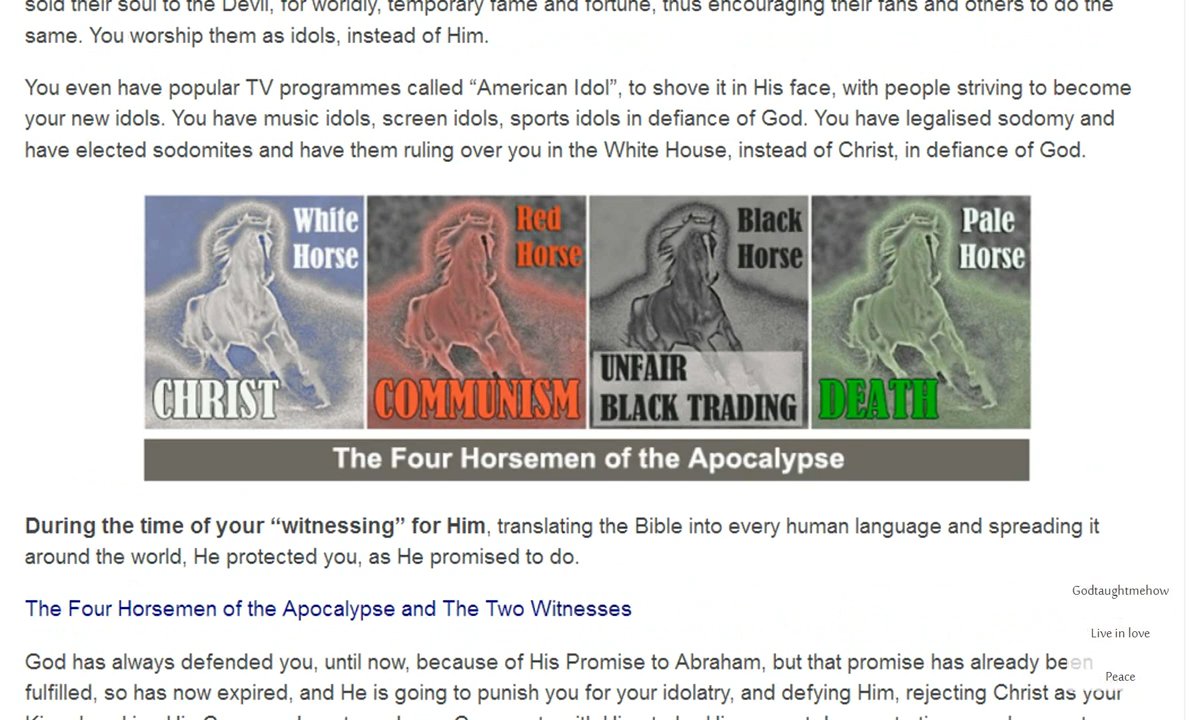 sold their soul to the Devil, for worldly, temporary fame and fortune, thus encouraging their fans and others to do the
same. You worship them as idols, instead of Him.
You even have popular TV programmes called “American Idol”, to shove it in His face, with people striving to become
your new idols. You have music idols, screen idols, sports idols in defiance of God. You have legalised sodomy and
have elected sodomites and have them ruling over you in the White House, instead of Christ, in defiance of God.
White
Horse
CHRIST
Red
Horse
COMMUNISM
Black
Horse
UNFAIR
BLACK TRADING
Pale
Horse
DEATH
The Four Horsemen of the Apocalypse
During the time of your “witnessing” for Him, translating the Bible into every human language and spreading it
around the world, He protected you, as He promised to do.
The Four Horsemen of the Apocalypse and The Two Witnesses
God has always defended you, until now, because of His Promise to Abraham, but that promise has already been
fulfilled, so has now expired, and He is going to punish you for your idolatry, and defying Him, rejecting Christ as your
Godtaughtmehow
Live in love
Peace